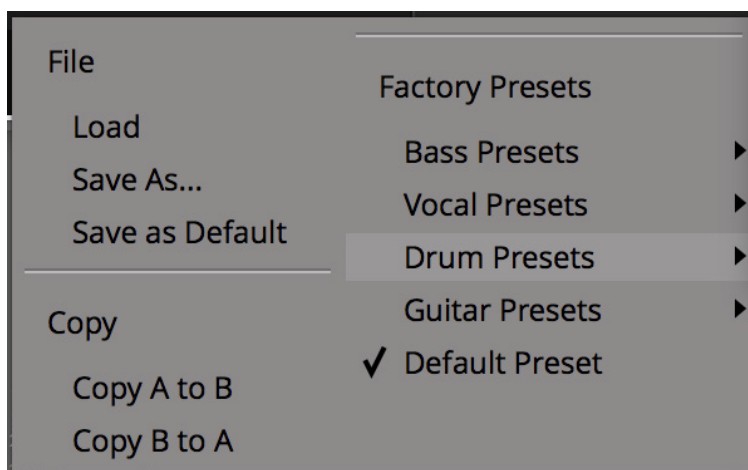 File
Load
Save As...
Save as Default
Copy
Copy A to B
Copy B to A
Factory Presets
Bass Presets
Vocal Presets
Drum Presets
Guitar Presets
Default Preset